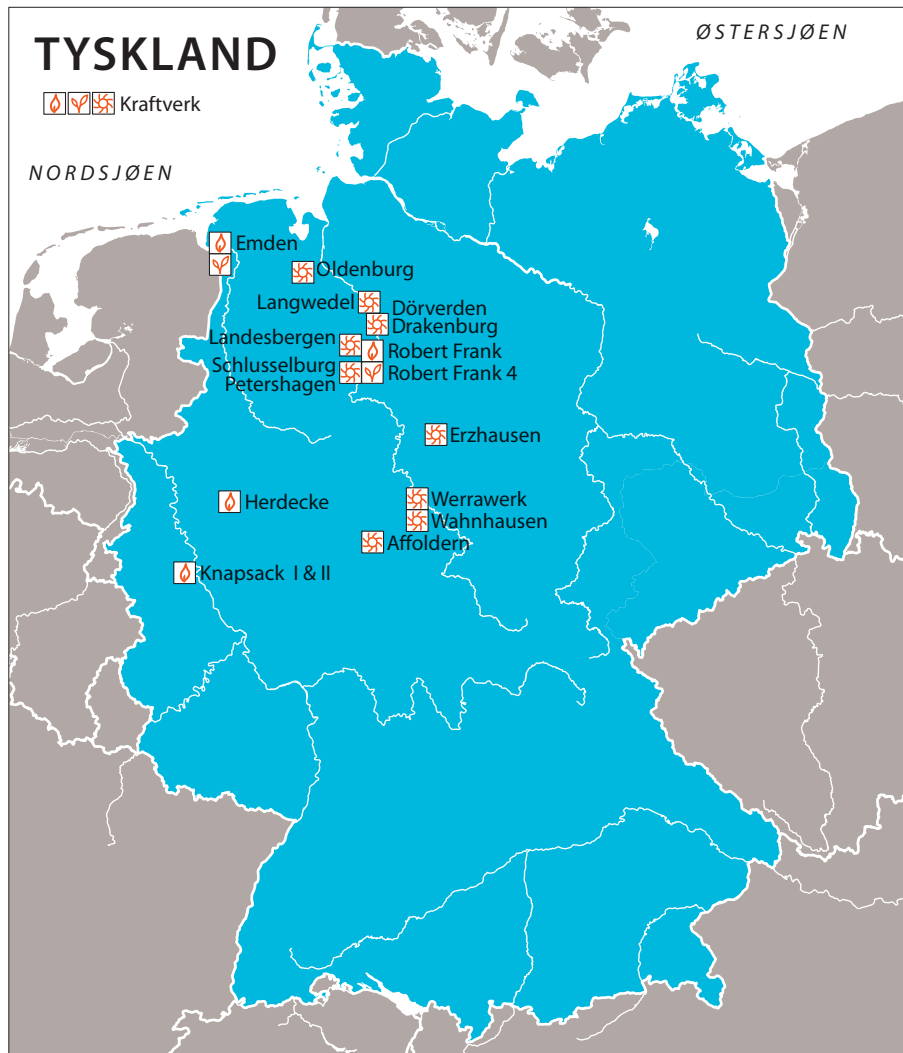 TYSKLAND
ØSTERSJØEN
Kraftverk
NORDSJØEN
Emden
Oldenburg
Langwedel
Dörverden
Drakenburg
Landesbergen
Robert Frank
Schlusselburg
Robert Frank 4
Petershagen
Erzhausen
Herdecke
Werrawerk
Wahnhausen
Affoldern
Knapsack I & II